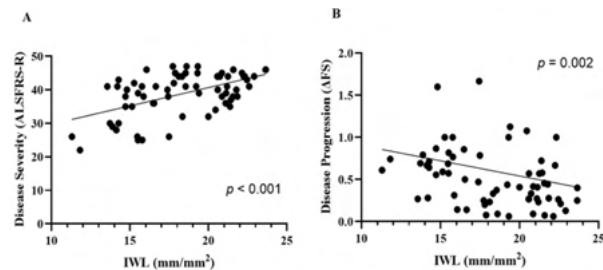 A
Disease Severity (ALSFRS-R)
50
40
30
20
10
0
p < 0.001
10
15
20
25
IWL (mm/mm²)
B
Disease Progression (ΔFS)
2.0
1.5
1.0
0.5
0.0
p = 0.002
10
15
20
25
IWL (mm/mm²)